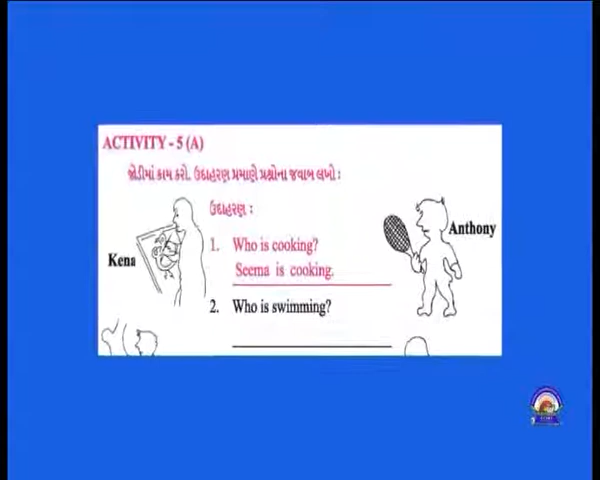 ACTIVITY - 5 (A)
જોડીમાં કામ કરો. ઉદાહરણ પ્રમાણે પ્રશ્નોના જવાબ લખો :
ઉદાહરણ :
1. Who is cooking?
Seema is cooking.
2. Who is swimming?
Kena
Anthony